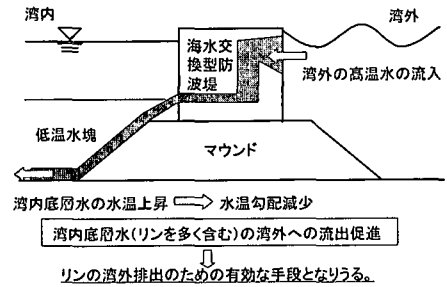 湾内
湾外
海水交
換型防
波堤
湾外の高温水の流入
低温水塊
マウンド
湾内底層水の水温上昇 ⇨ 水温勾配減少
湾内底層水(リンを多く含む)の湾外への流出促進
リンの湾外排出のための有効な手段となりうる。